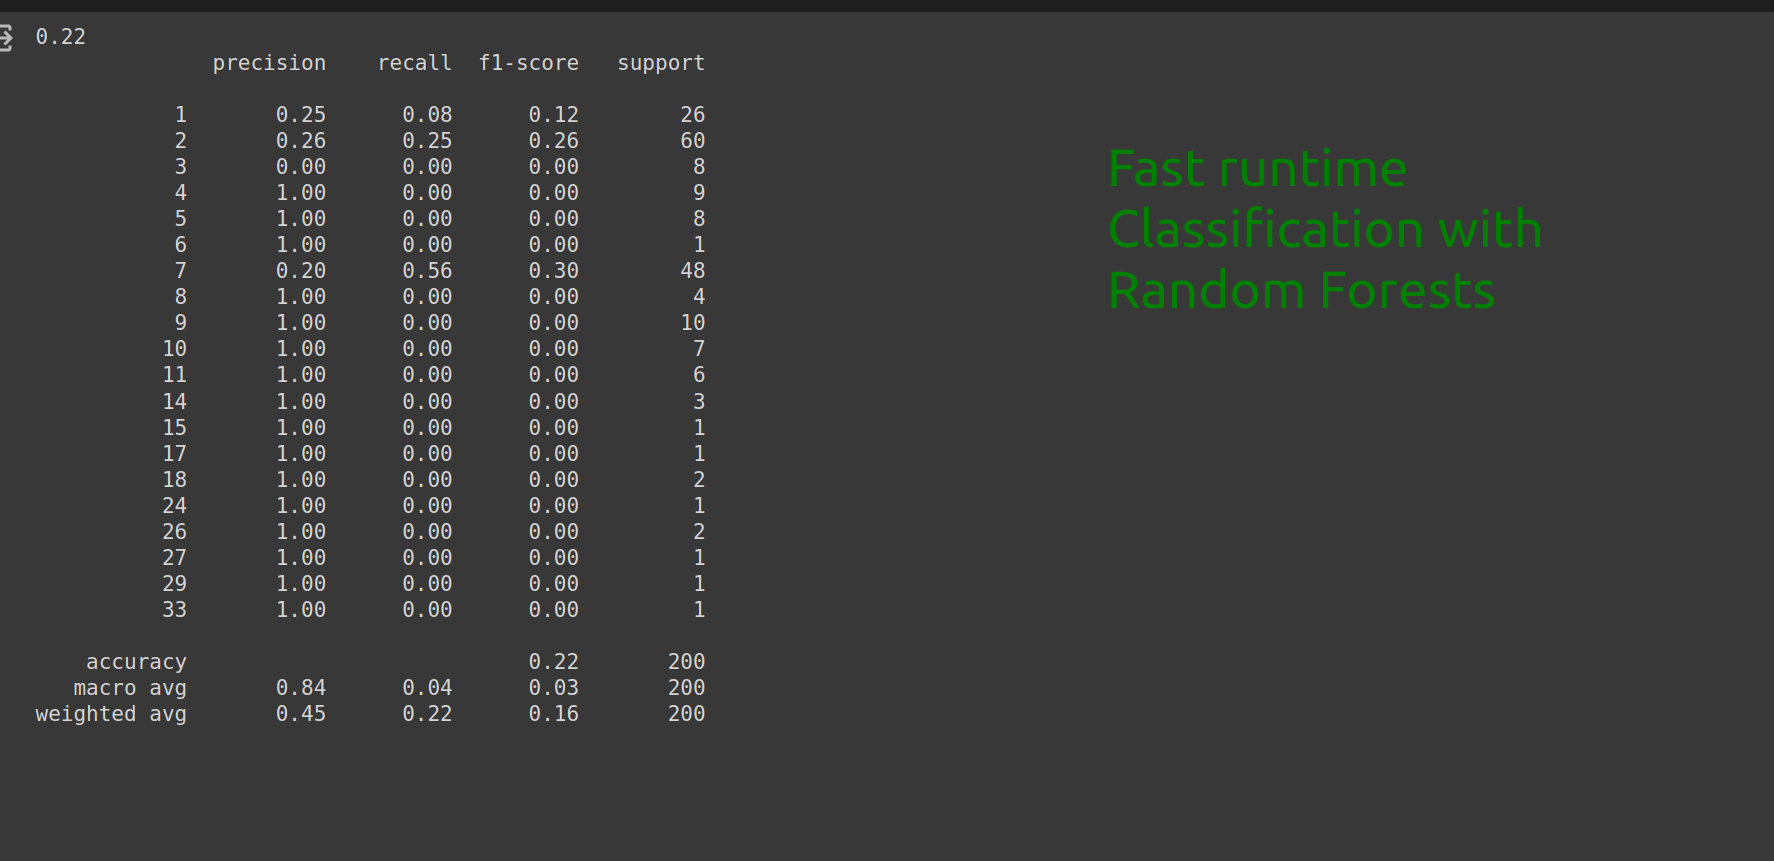 0.22
precision recall f1-score support
1 0.25 0.08 0.12 26
2 0.26 0.25 0.26 60
3 0.00 0.00 0.00 8
4 1.00 0.00 0.00 9
5 1.00 0.00 0.00 8
6 1.00 0.00 0.00 1
7 0.20 0.56 0.30 48
8 1.00 0.00 0.00 4
9 1.00 0.00 0.00 10
10 1.00 0.00 0.00 7
11 1.00 0.00 0.00 6
14 1.00 0.00 0.00 3
15 1.00 0.00 0.00 1
17 1.00 0.00 0.00 1
18 1.00 0.00 0.00 2
24 1.00 0.00 0.00 1
26 1.00 0.00 0.00 2
27 1.00 0.00 0.00 1
29 1.00 0.00 0.00 1
33 1.00 0.00 0.00 1
accuracy 0.22 200
macro avg 0.84 0.04 0.03 200
weighted avg 0.45 0.22 0.16 200
Fast runtime
Classification with
Random Forests